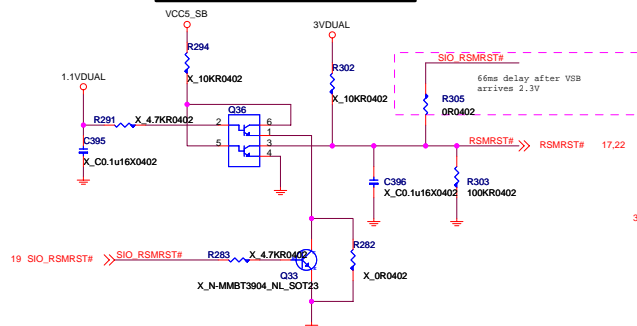 VCC5_SB
3VDUAL
R294
SIO_RSMRST#
R302
66ms delay after VSB
arrives 2.3V
1.1VDUAL
X_10KR0402
X_10KR0402
R305
0R0402
Q36
R291
X_4.7KR0402
2
6
1
C395
5
3
RSMRST#
RSMRST#
17,22
X_C0.1u16X0402
4
C396
R303
X_C0.1u16X0402
100KR0402
3
R283
X_4.7KR0402
R282
19
SIO_RSMRST#
SIO_RSMRST#
X_0R0402
Q33
X_N-MMBT3904_NL_SOT23